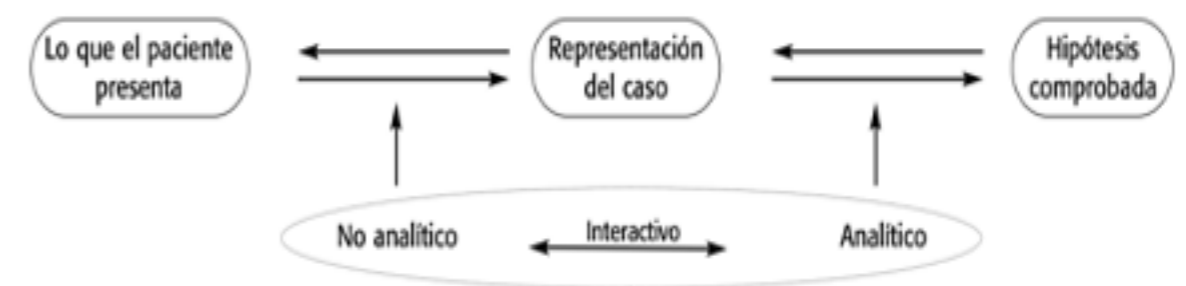 Lo que el paciente
presenta
Representación
del caso
Hipótesis
comprobada
No analítico
Interactivo
Analítico